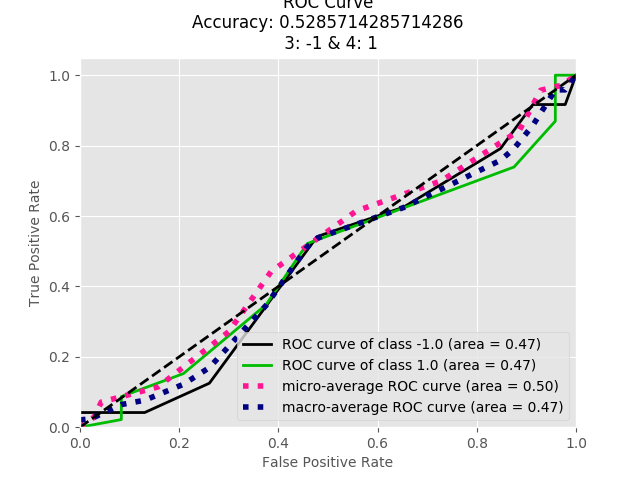 ROC Curve
Accuracy: 0.5285714285714286
3: -1 & 4: 1
1.0
0.8
0.6
0.4
0.2
0.0
True Positive Rate
ROC curve of class -1.0 (area = 0.47)
ROC curve of class 1.0 (area = 0.47)
micro-average ROC curve (area = 0.50)
macro-average ROC curve (area = 0.47)
0.0 0.2 0.4 0.6 0.8 1.0
False Positive Rate